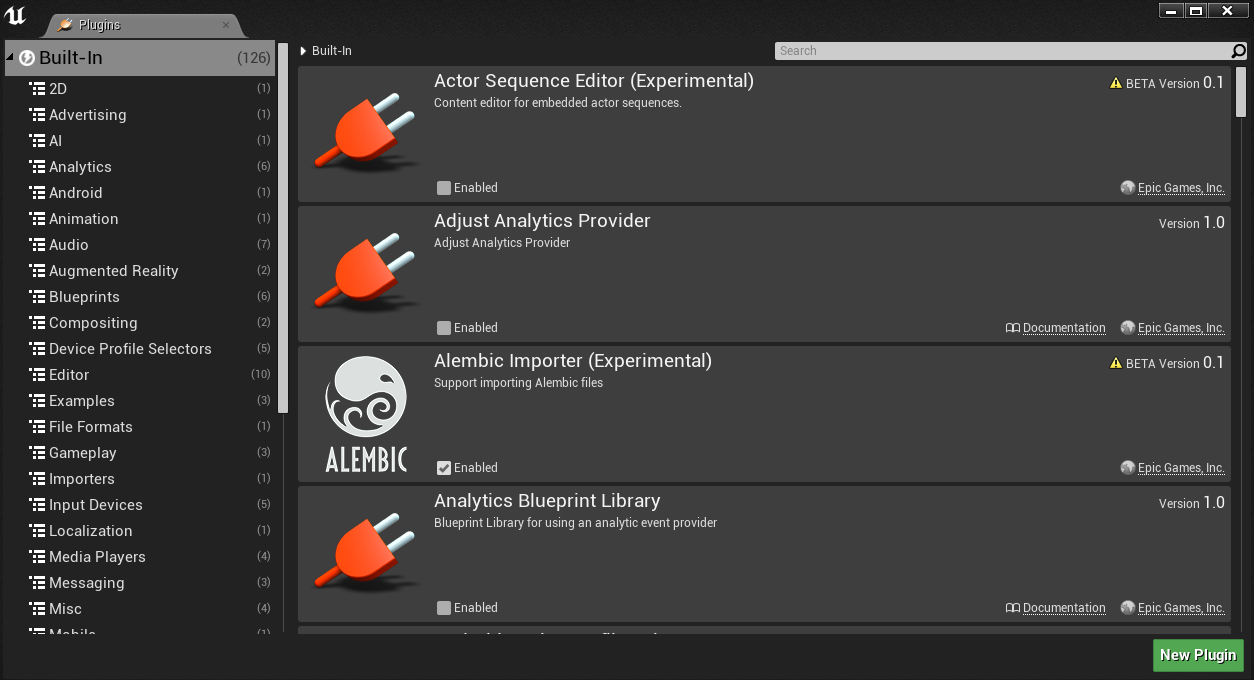 Plugins
Built-In (126)
2D (1)
Advertising (1)
AI (1)
Analytics (6)
Android (1)
Animation (1)
Audio (7)
Augmented Reality (2)
Blueprints (6)
Compositing (2)
Device Profile Selectors (5)
Editor (10)
Examples (3)
File Formats (1)
Gameplay (3)
Importers (1)
Input Devices (5)
Localization (1)
Media Players (4)
Messaging (3)
Misc (4)
Mobile (1)
Built-In
Search
Actor Sequence Editor (Experimental)
BETA Version 0.1
Content editor for embedded actor sequences.
Enabled
Epic Games, Inc.
Adjust Analytics Provider
Version 1.0
Adjust Analytics Provider
Enabled
Documentation
Epic Games, Inc.
Alembic Importer (Experimental)
BETA Version 0.1
Support importing Alembic files
ALEMBIC
Enabled
Epic Games, Inc.
Analytics Blueprint Library
Version 1.0
Blueprint Library for using an analytic event provider
Enabled
Documentation
Epic Games, Inc.
New Plugin